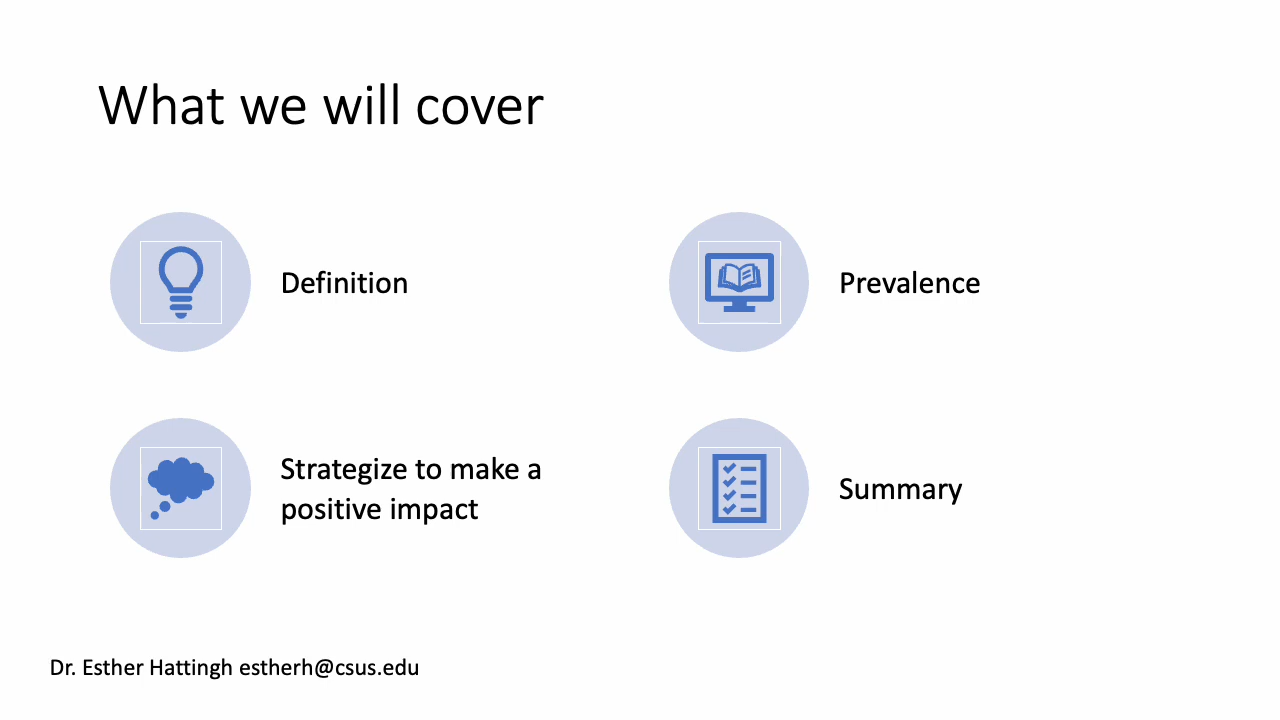 What we will cover
Definition
Prevalence
Strategize to make a
positive impact
Summary
Dr. Esther Hattingh estherh@csus.edu